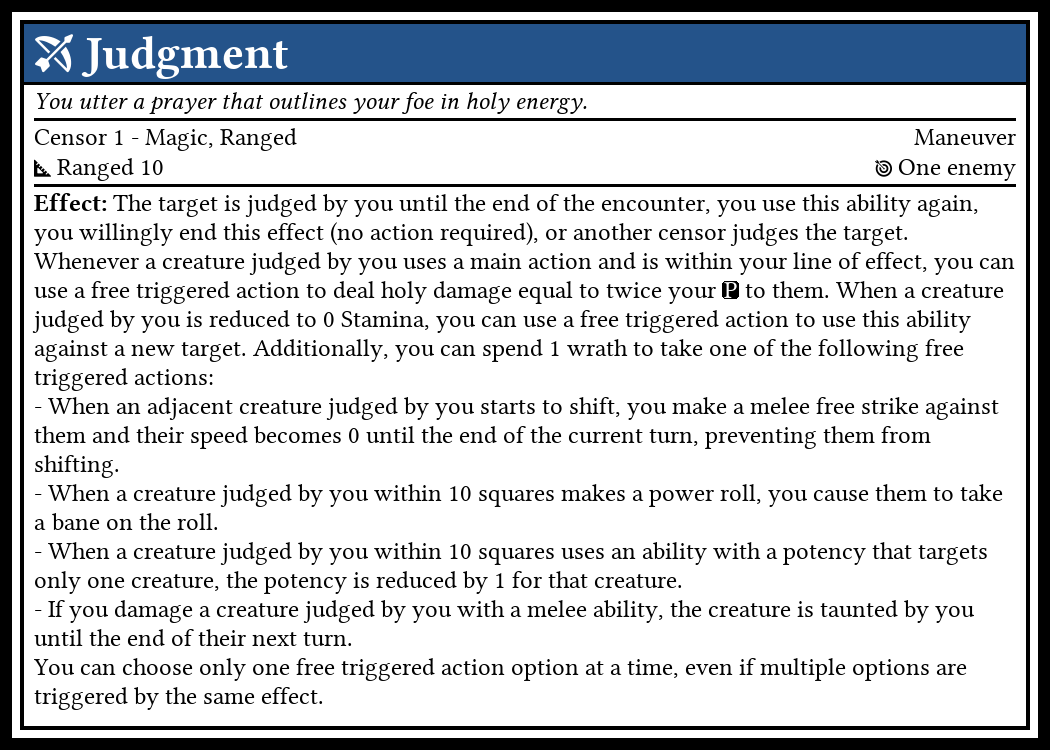 Judgment
You utter a prayer that outlines your foe in holy energy.
Censor 1 - Magic, Ranged Maneuver
Ranged 10 One enemy
Effect: The target is judged by you until the end of the encounter, you use this ability again,
you willingly end this effect (no action required), or another censor judges the target.
Whenever a creature judged by you uses a main action and is within your line of effect, you can
use a free triggered action to deal holy damage equal to twice your P to them. When a creature
judged by you is reduced to 0 Stamina, you can use a free triggered action to use this ability
against a new target. Additionally, you can spend 1 wrath to take one of the following free
triggered actions:
- When an adjacent creature judged by you starts to shift, you make a melee free strike against
them and their speed becomes 0 until the end of the current turn, preventing them from
shifting.
- When a creature judged by you within 10 squares makes a power roll, you cause them to take
a bane on the roll.
- When a creature judged by you within 10 squares uses an ability with a potency that targets
only one creature, the potency is reduced by 1 for that creature.
- If you damage a creature judged by you with a melee ability, the creature is taunted by you
until the end of their next turn.
You can choose only one free triggered action option at a time, even if multiple options are
triggered by the same effect.